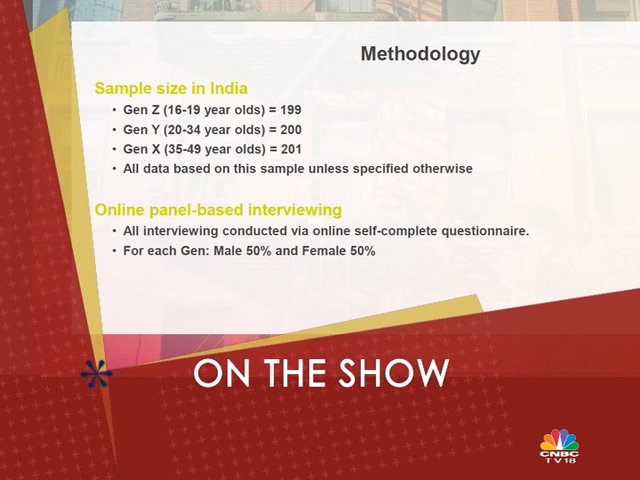 Methodology
Sample size in India
• Gen Z (16-19 year olds) = 199
• Gen Y (20-34 year olds) = 200
• Gen X (35-49 year olds) = 201
• All data based on this sample unless specified otherwise
Online panel-based interviewing
• All interviewing conducted via online self-complete questionnaire.
• For each Gen: Male 50% and Female 50%
ON THE SHOW
CNBC
TV18